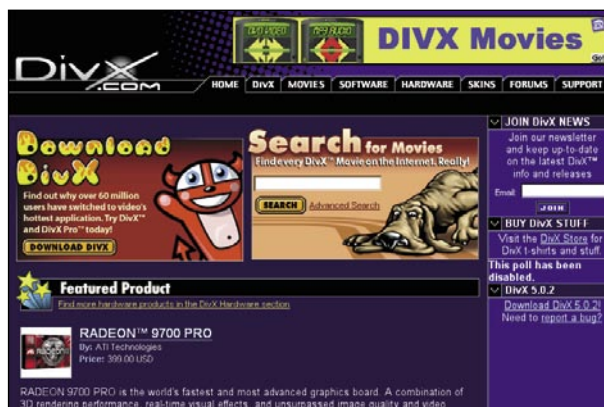 DVD VIDEO
MP3 AUDIO
DIVX Movies
DivX
.COM
HOME
DivX
MOVIES
SOFTWARE
HARDWARE
SKINS
FORUMS
SUPPORT
Download
DivX
Find out why over 60 million
users have switched to video's
hottest application. Try DivX™
and DivX Pro™ today!
DOWNLOAD DIVX
Search for Movies
Find every DivX™ Movie on the Internet. Really!
SEARCH
Advanced Search
JOIN DivX NEWS
Join our newsletter
and keep up-to-date
on the latest DivX™
info and releases
Email:
JOIN
BUY DivX STUFF
Visit the DivX Store for
DivX t-shirts and stuff.
This poll has been
disabled.
DivX 5.0.2
Download DivX 5.0.2!
Need to report a bug?
Featured Product
Find more hardware products in the DivX Hardware section
RADEON™ 9700 PRO
By: ATI Technologies
Price: 399.00 USD
RADEON 9700 PRO is the world's fastest and most advanced graphics board. A combination of
3D rendering performance, real-time visual effects, and unsurpassed image quality and video